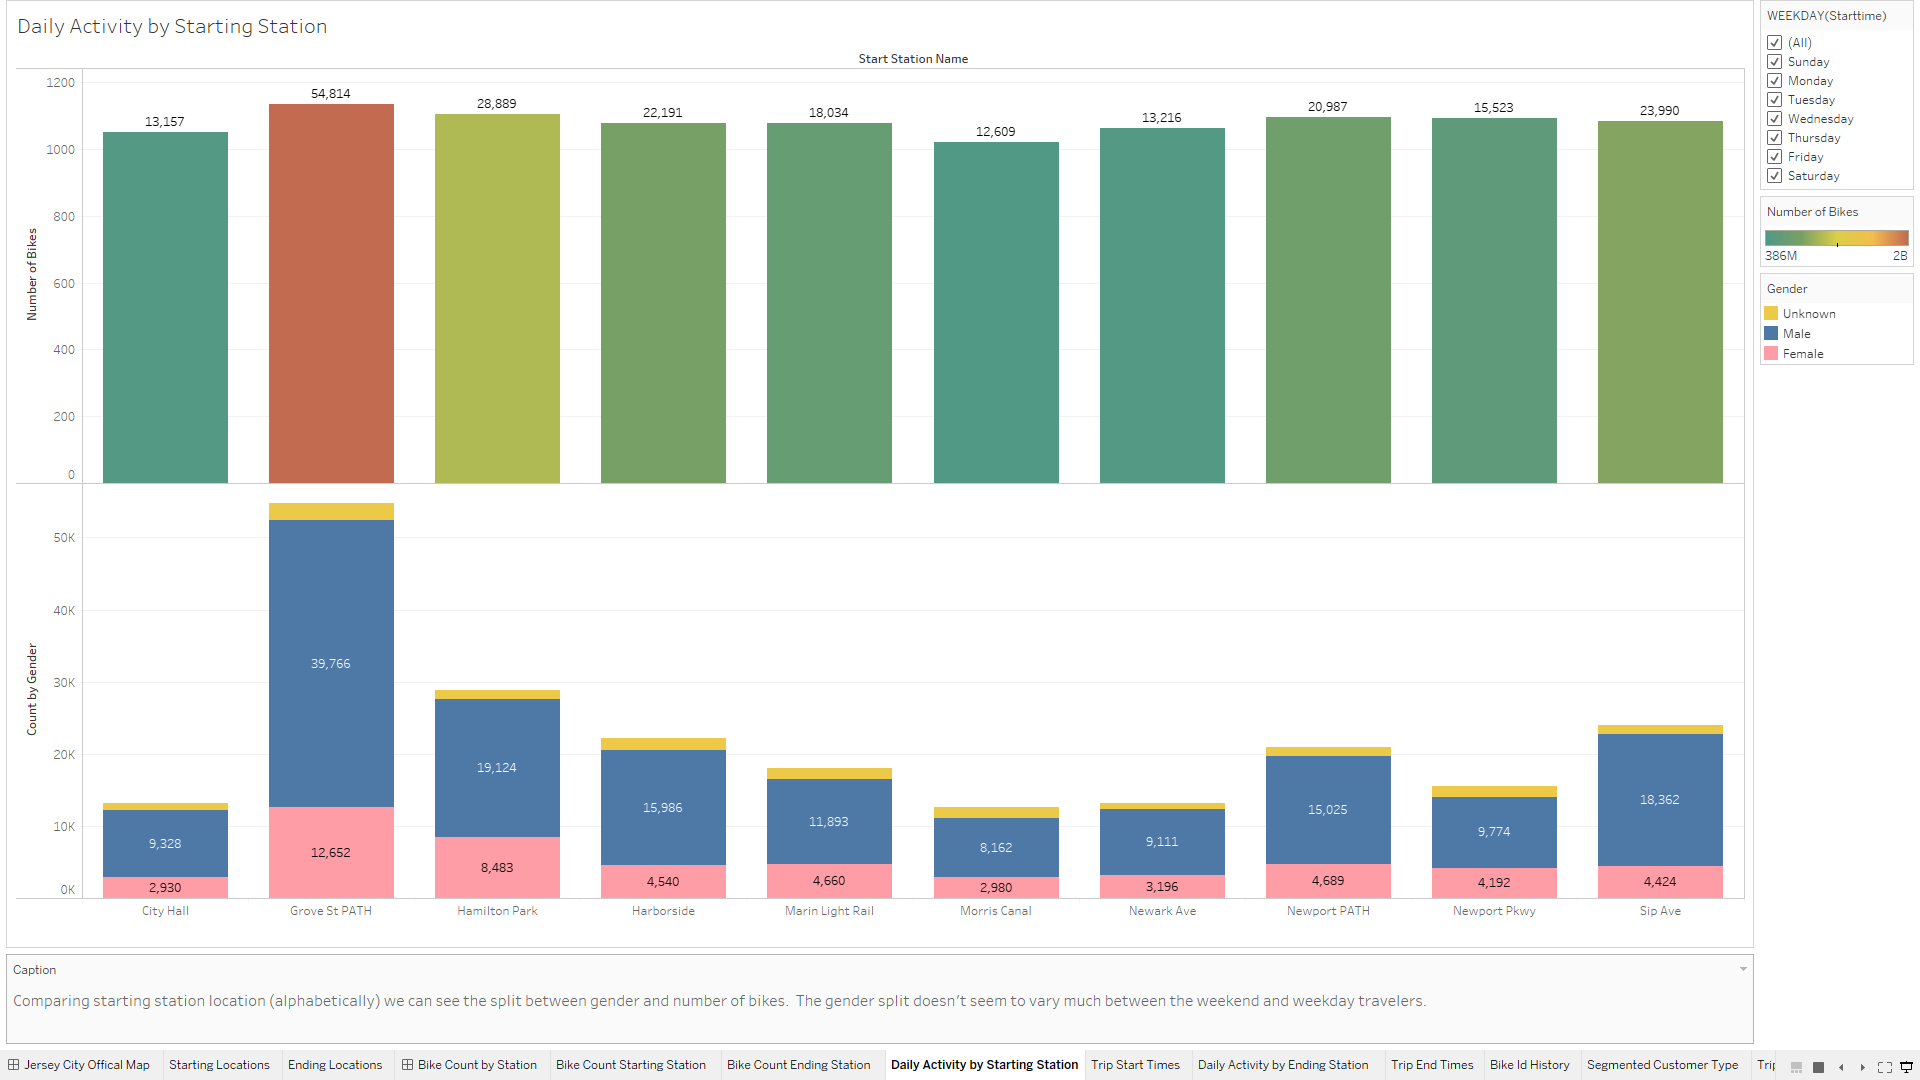 Daily Activity by Starting Station
Start Station Name
Number of Bikes
1200
1000
800
600
400
200
0
13,157
54,814
28,889
22,191
18,034
12,609
13,216
20,987
15,523
23,990
Count by Gender
50K
40K
30K
20K
10K
0K
9,328
2,930
39,766
12,652
19,124
8,483
15,986
4,540
11,893
4,660
8,162
2,980
9,111
3,196
15,025
4,689
9,774
4,192
18,362
4,424
City Hall
Grove St PATH
Hamilton Park
Harborside
Marin Light Rail
Morris Canal
Newark Ave
Newport PATH
Newport Pkwy
Sip Ave
WEEKDAY(Starttime)
(All)
Sunday
Monday
Tuesday
Wednesday
Thursday
Friday
Saturday
Number of Bikes
386M 2B
Gender
Unknown
Male
Female
Caption
Comparing starting station location (alphabetically) we can see the split between gender and number of bikes. The gender split doesn't seem to vary much between the weekend and weekday travelers.
Jersey City Offical Map
Starting Locations
Ending Locations
Bike Count by Station
Bike Count Starting Station
Bike Count Ending Station
Daily Activity by Starting Station
Trip Start Times
Daily Activity by Ending Station
Trip End Times
Bike Id History
Segmented Customer Type
Trip